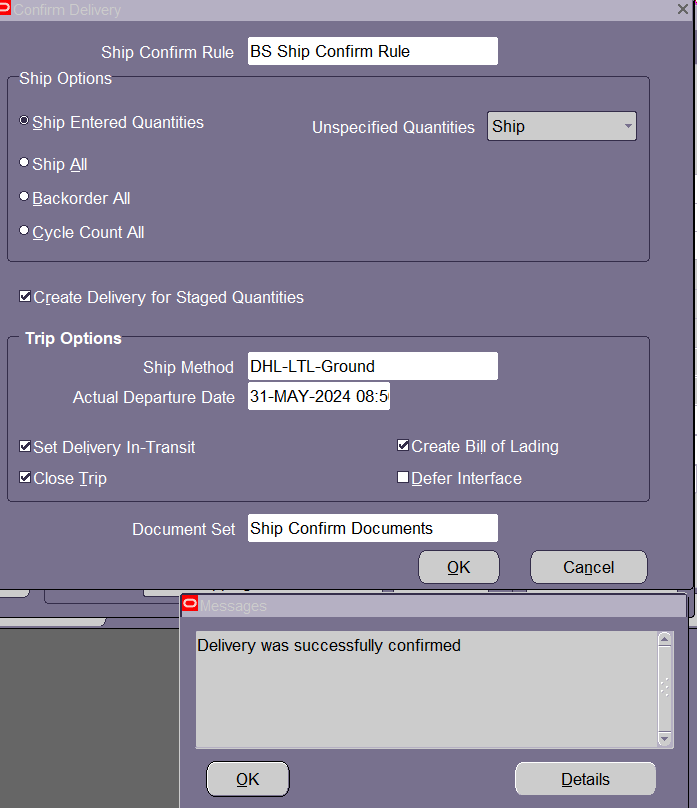 Confirm Delivery
Ship Confirm Rule BS Ship Confirm Rule
Ship Options
Ship Entered Quantities
Unspecified Quantities Ship
Ship All
Backorder All
Cycle Count All
Create Delivery for Staged Quantities
Trip Options
Ship Method DHL-LTL-Ground
Actual Departure Date 31-MAY-2024 08:5
Set Delivery In-Transit
Create Bill of Lading
Close Trip
Defer Interface
Document Set Ship Confirm Documents
OK Cancel
Messages
Delivery was successfully confirmed
OK Details